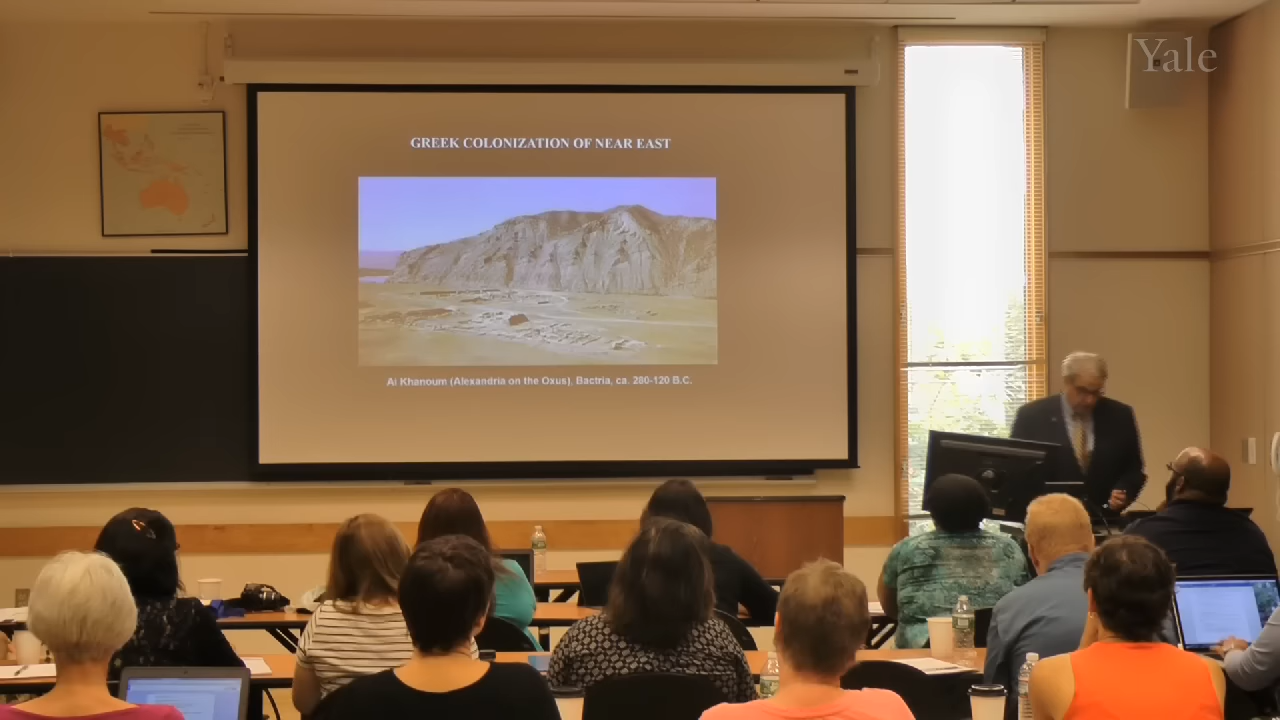 Yale
GREEK COLONIZATION OF NEAR EAST
Ai Khanoum (Alexandria on the Oxus), Bactria, ca. 280-120 B.C.